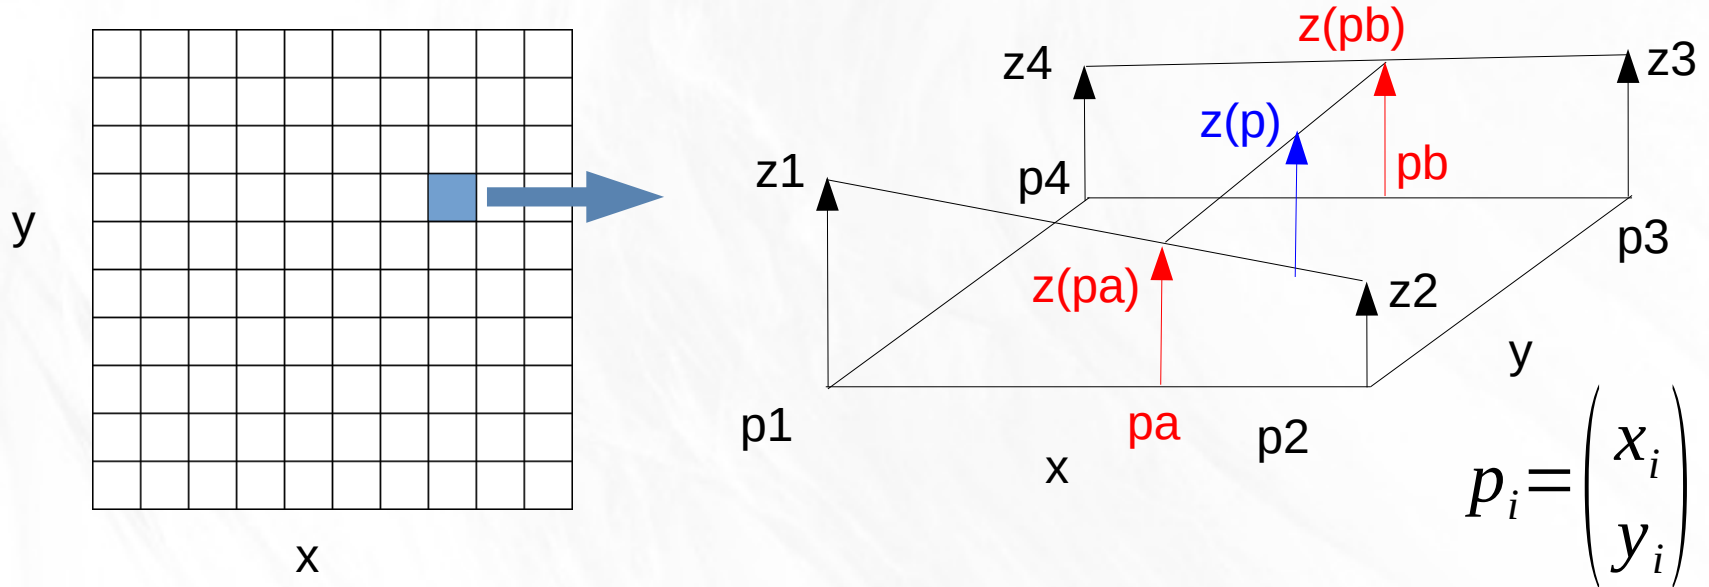 y
x
z(pb)
z4
z3
z(p)
z1
p4
pb
p3
z(pa)
z2
y
p1
pa
p2
x
p_i=(x_i
y_i)